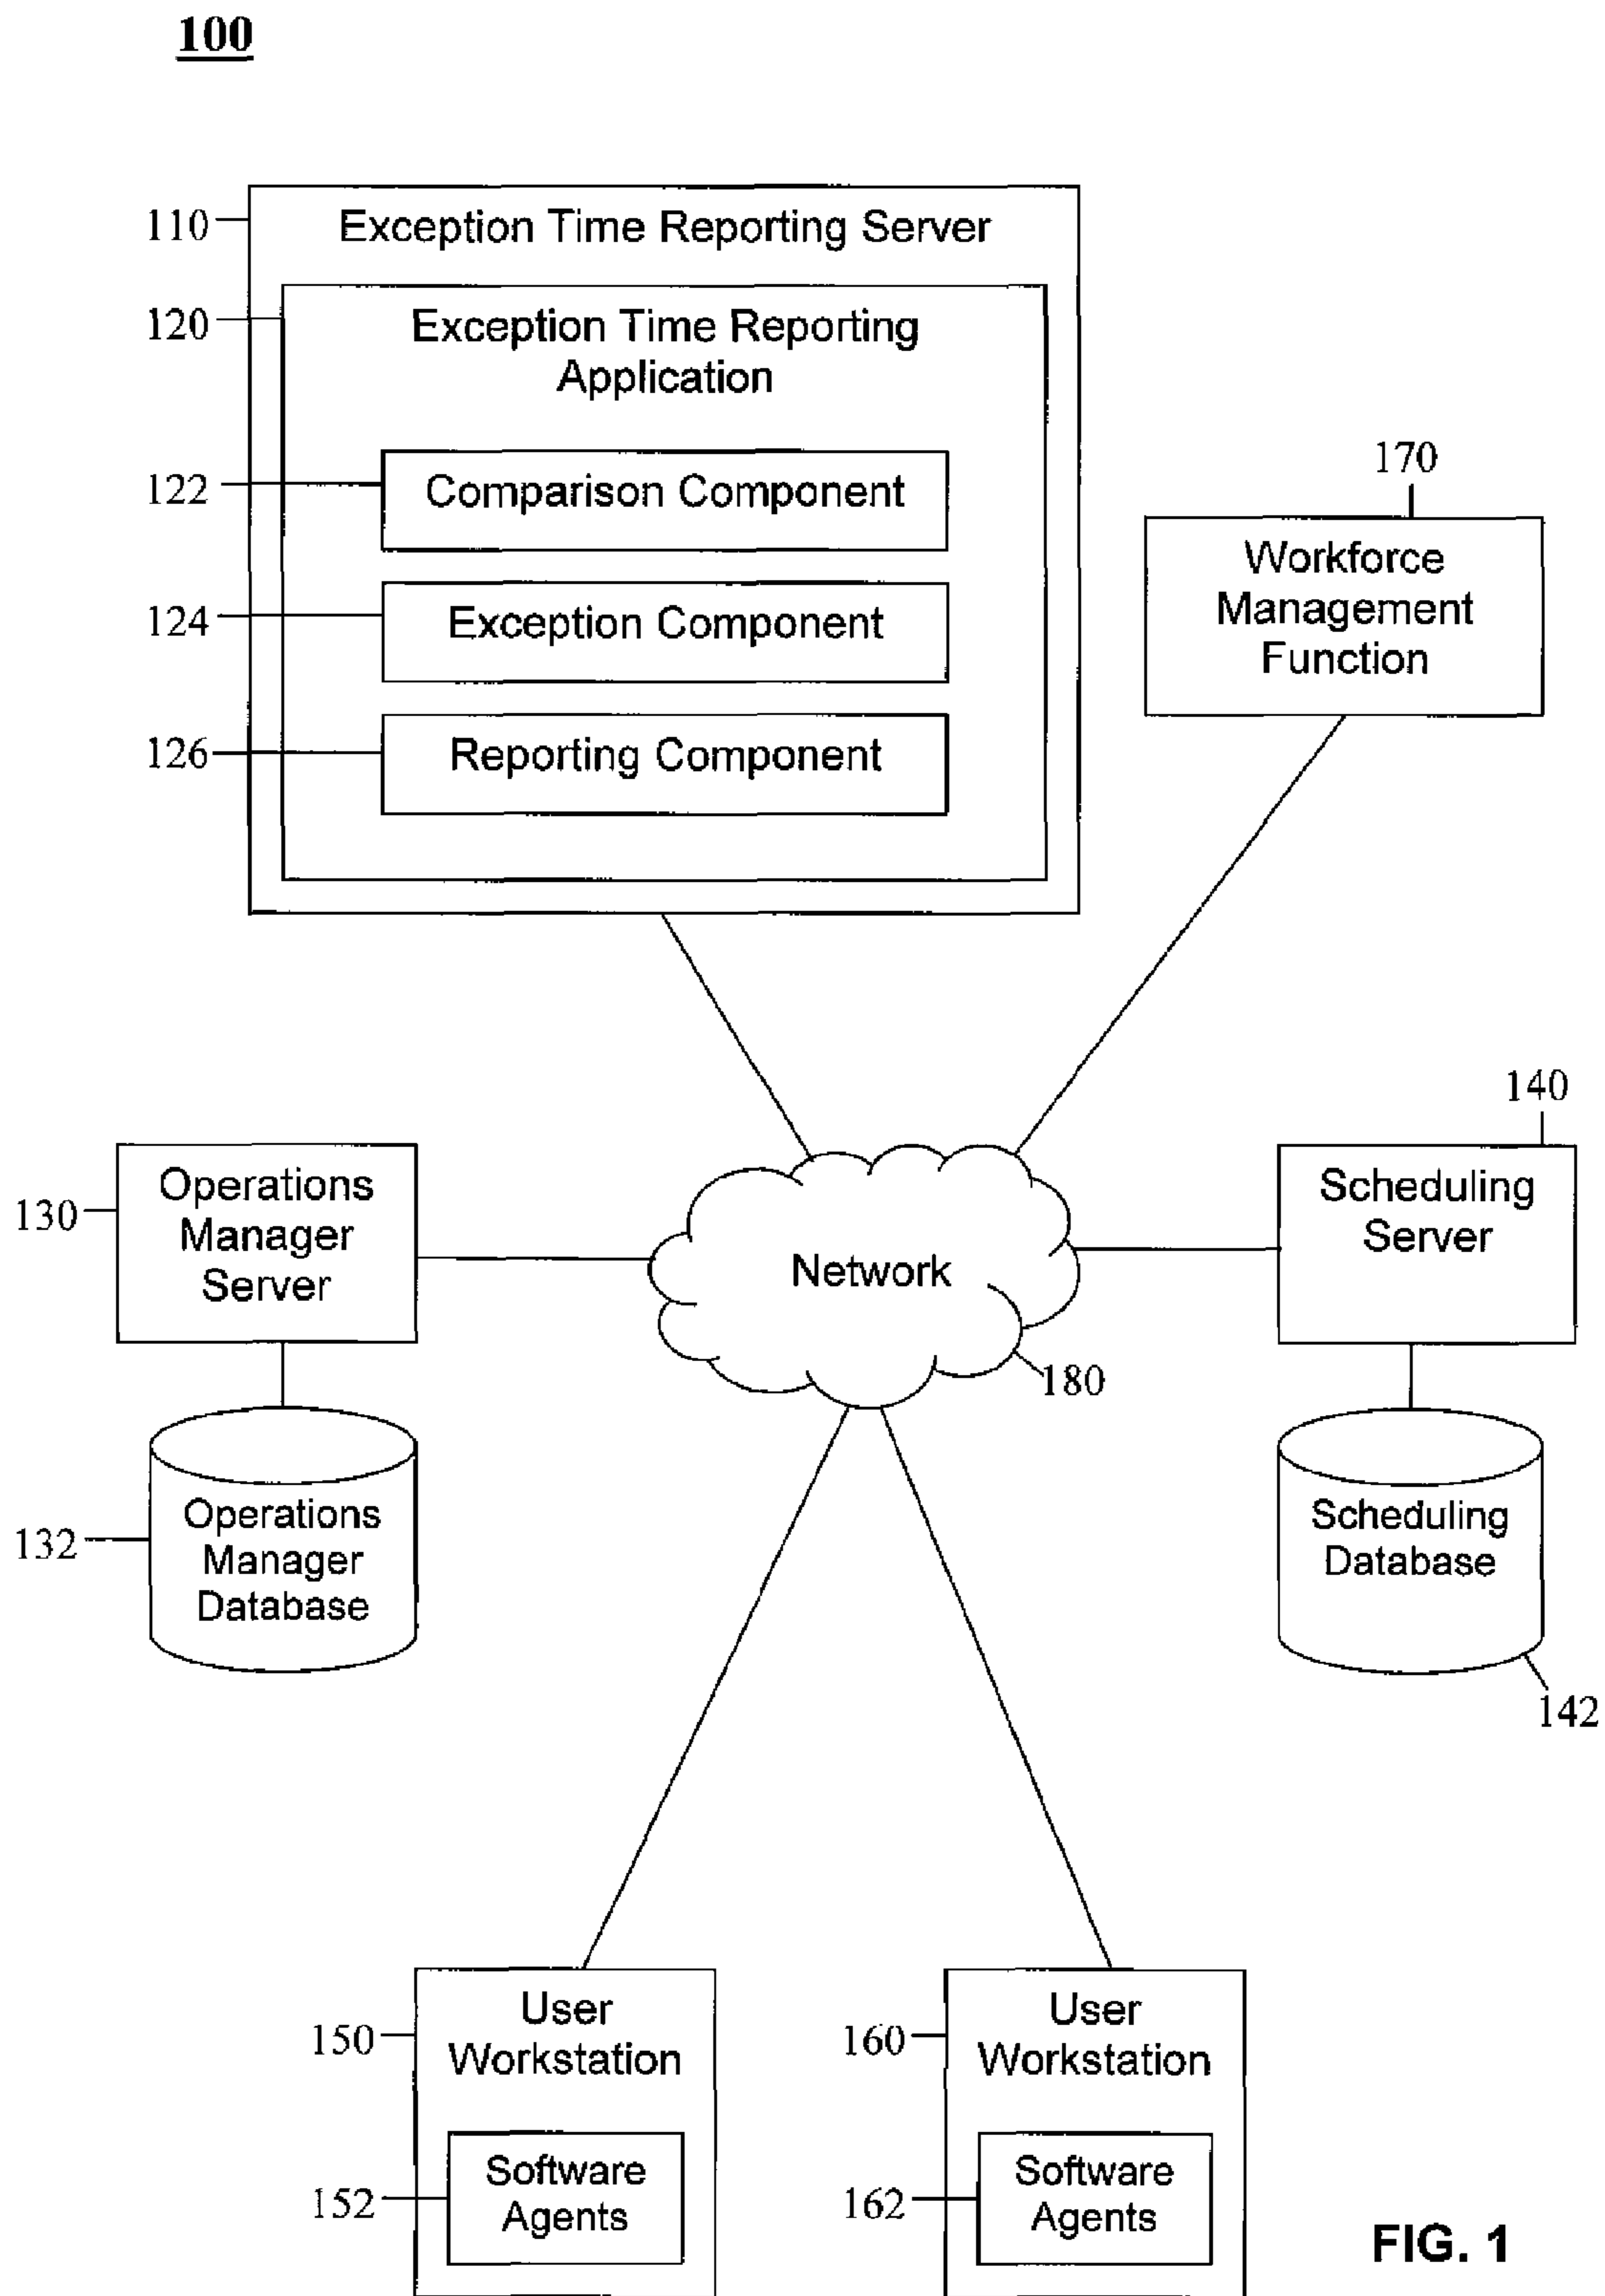 100
110
Exception Time Reporting Server
120
Exception Time Reporting
Application
122
Comparison Component
124
Exception Component
126
Reporting Component
170
Workforce
Management
Function
130
Operations
Manager
Server
Network
180
140
Scheduling
Server
132
Operations
Manager
Database
Scheduling
Database
142
150
User
Workstation
152
Software
Agents
160
User
Workstation
162
Software
Agents
FIG. 1